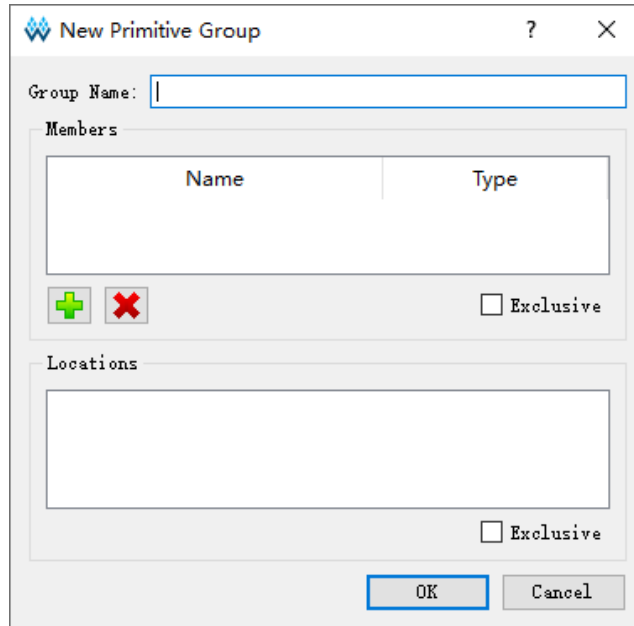 New Primitive Group ?
Group Name:
Members
Name Type
Exclusive
Locations
Exclusive
OK Cancel